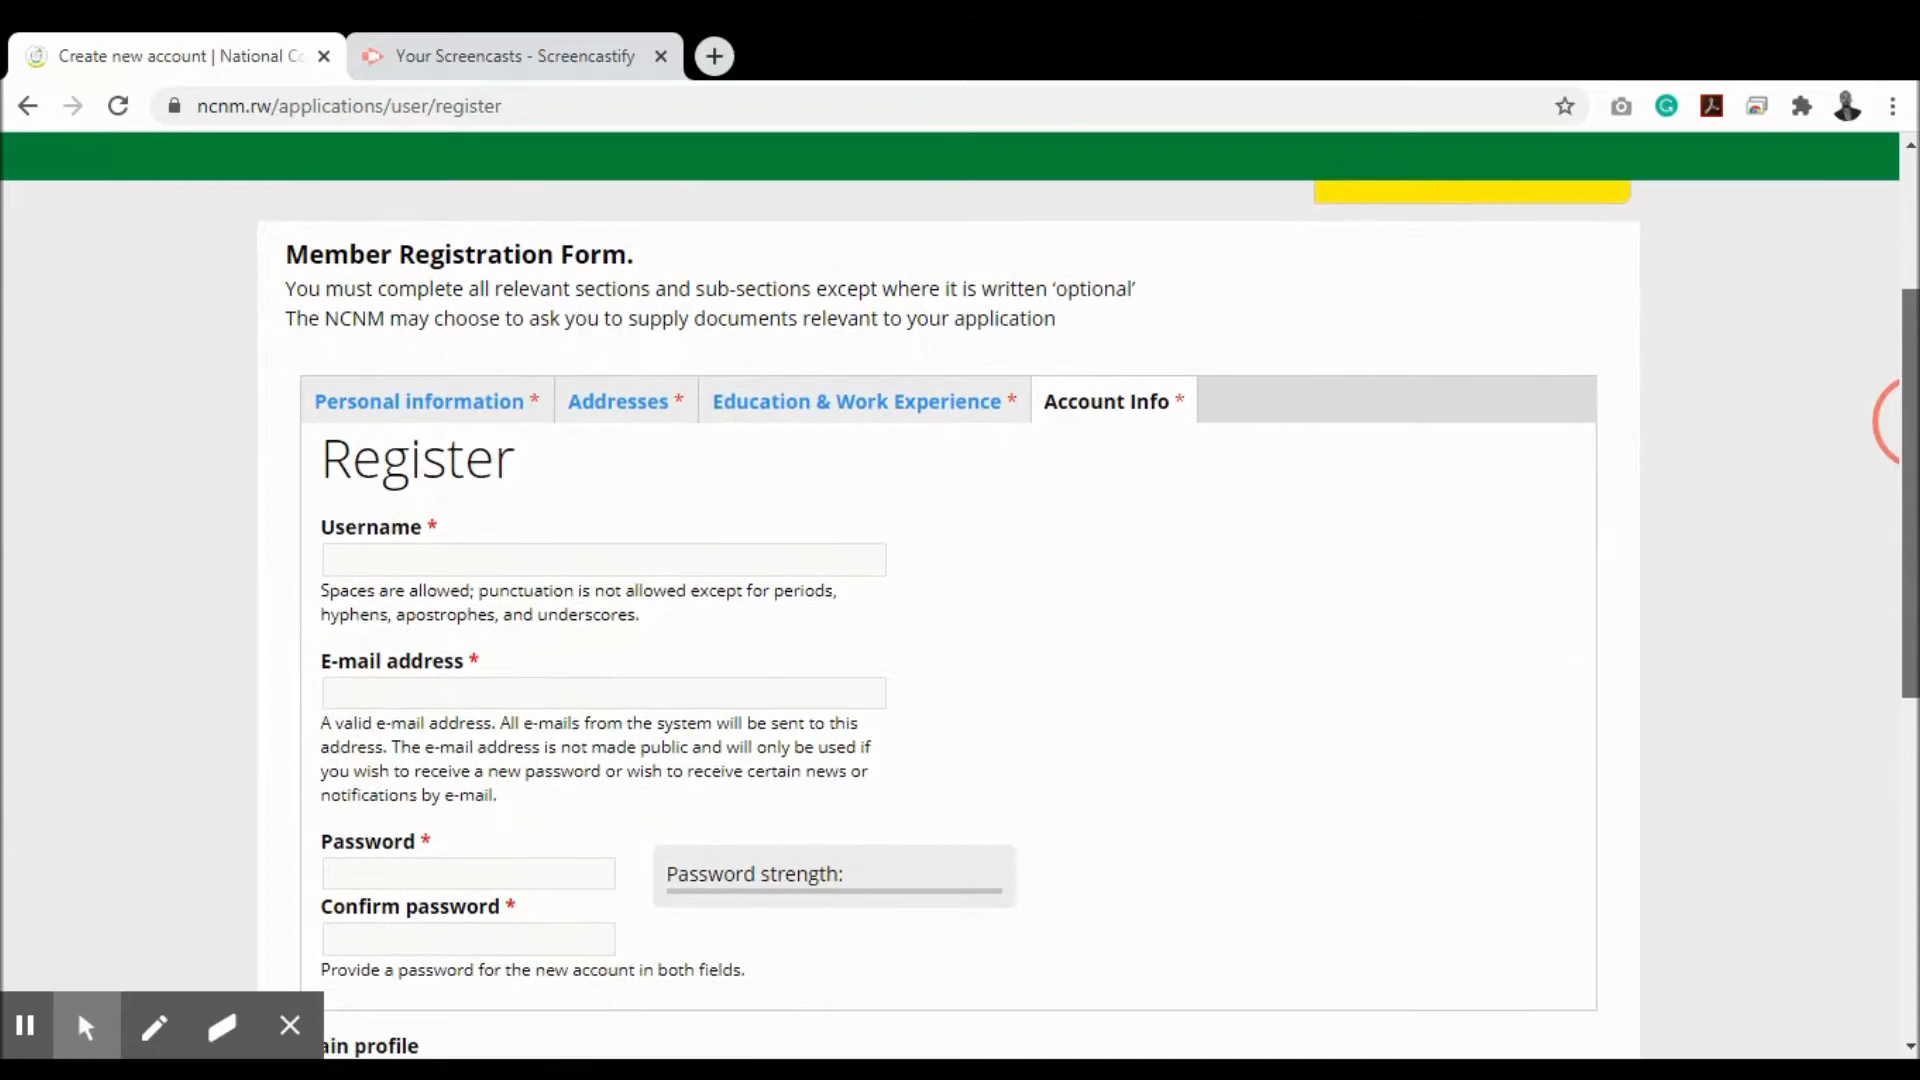 Create new account | National Co
Your Screencasts - Screencastify
ncnm.rw/applications/user/register
Member Registration Form.
You must complete all relevant sections and sub-sections except where it is written ‘optional’
The NCNM may choose to ask you to supply documents relevant to your application
Personal information * Addresses * Education & Work Experience * Account Info *
Register
Username *
Spaces are allowed; punctuation is not allowed except for periods,
hyphens, apostrophes, and underscores.
E-mail address *
A valid e-mail address. All e-mails from the system will be sent to this
address. The e-mail address is not made public and will only be used if
you wish to receive a new password or wish to receive certain news or
notifications by e-mail.
Password *
Password strength:
Confirm password *
Provide a password for the new account in both fields.
ain profile